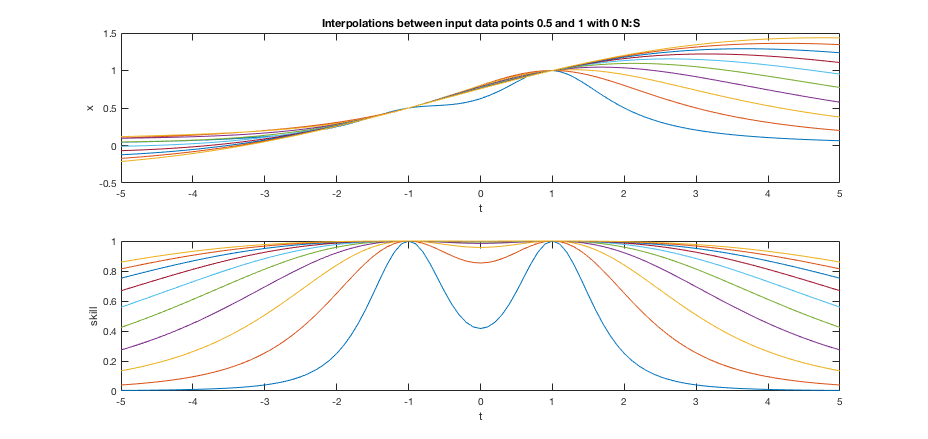 Interpolations between input data points 0.5 and 1 with 0 N:S
1.5
1
0.5
0
-0.5
x
-5 -4 -3 -2 -1 0 1 2 3 4 5
t
1
0.8
0.6
0.4
0.2
0
skill
-5 -4 -3 -2 -1 0 1 2 3 4 5
t